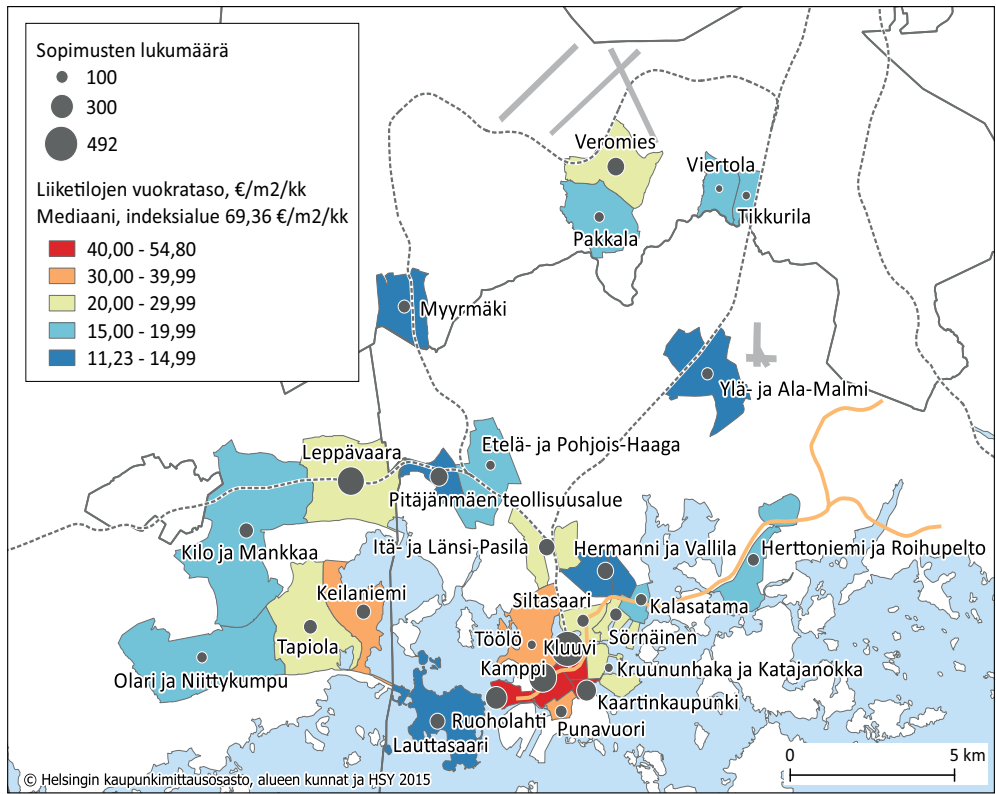 Sopimusten lukumäärä
100
300
492
Liiketilojen vuokrataso, €/m2/kk
Mediaani, indeksialue 69,36 €/m2/kk
40,00 - 54,80
30,00 - 39,99
20,00 - 29,99
15,00 - 19,99
11,23 - 14,99
Veromies
Viertola
Tikkurila
Pakkala
Myyrmäki
Ylä- ja Ala-Malmi
Etelä- ja Pohjois-Haaga
Leppävaara
Pitäjänmäen teollisuusalue
Itä- ja Länsi-Pasila
Hermanni ja Vallila
Herttoniemi ja Roihupelto
Kilo ja Mankkaa
Keilaniemi
Siltasaari
Kalasatama
Sörnäinen
Töölö
Kluuvi
Tapiola
Kamppi
Kruununhaka ja Katajanokka
Olari ja Niittykumpu
Kaartinkaupunki
Ruoholahti
Punavuori
Lauttasaari
0 5 km
© Helsingin kaupunkimittausosasto, alueen kunnat ja HSY 2015